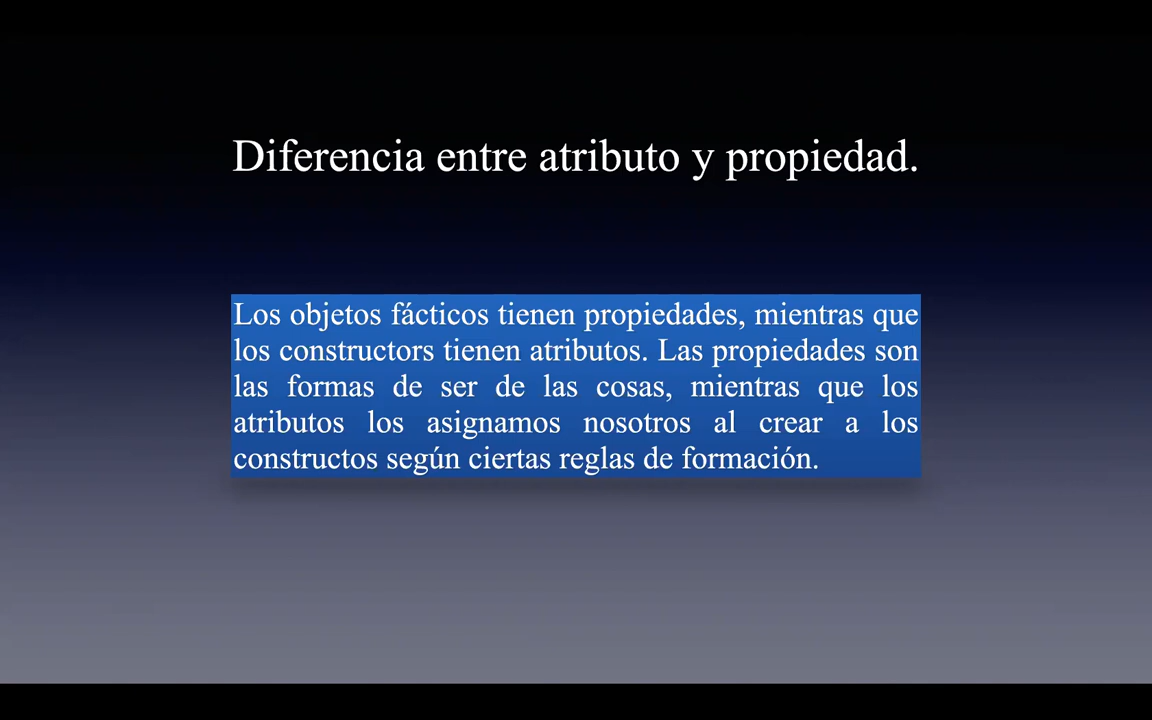 Diferencia entre atributo y propiedad.
Los objetos fácticos tienen propiedades, mientras que
los constructors tienen atributos. Las propiedades son
las formas de ser de las cosas, mientras que los
atributos los asignamos nosotros al crear a los
constructos según ciertas reglas de formación.